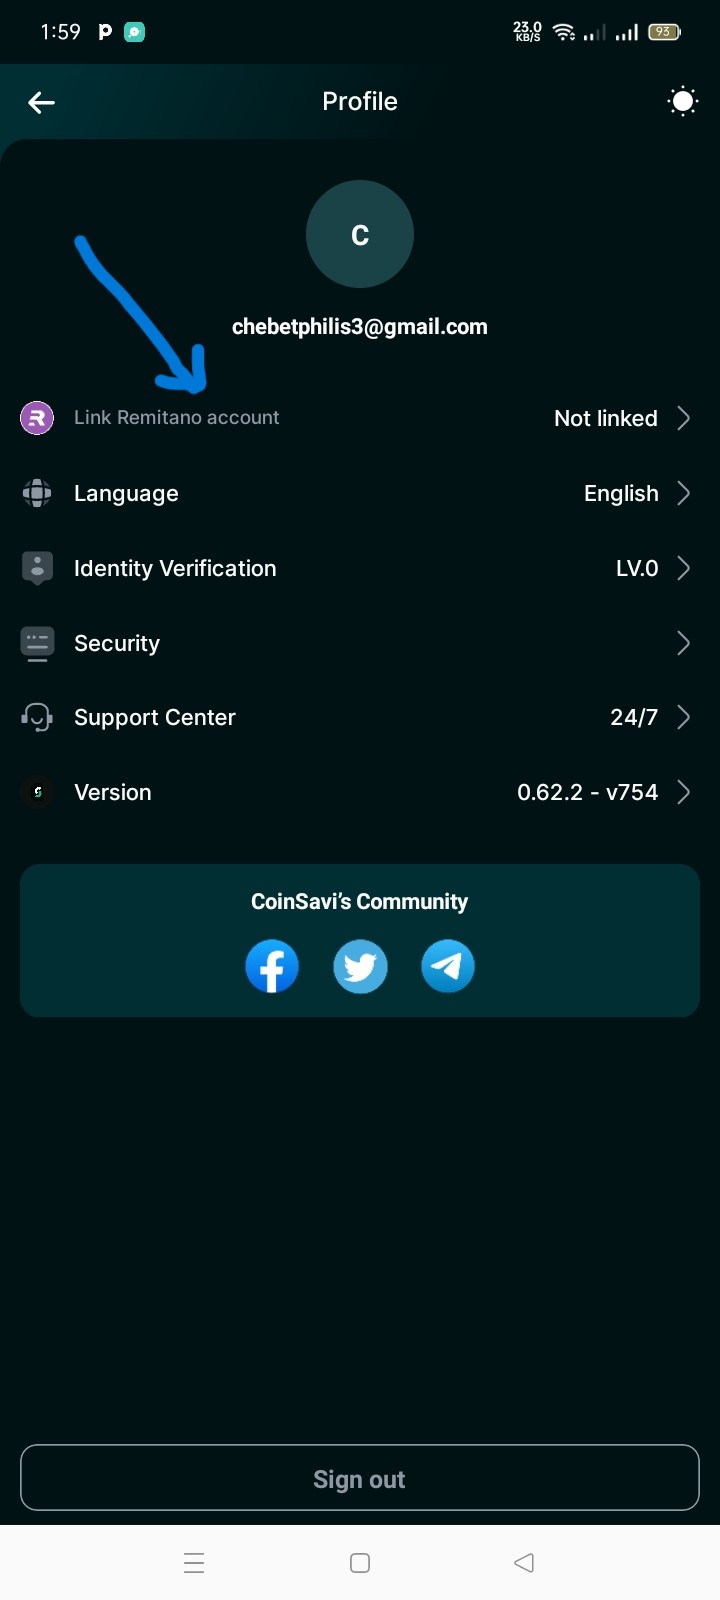 1:59
23.0
KB/S
93
Profile
C
chebetphilis3@gmail.com
Link Remitano account Not linked
Language English
Identity Verification LV.0
Security
Support Center 24/7
Version 0.62.2 - v754
CoinSavi's Community
Sign out